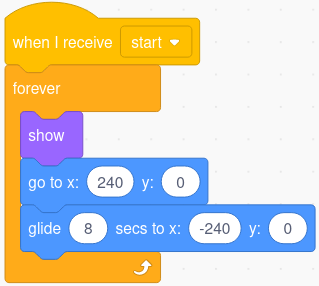 when I receive start
forever
show
go to x: 240 y: 0
glide 8 secs to x: -240 y: 0